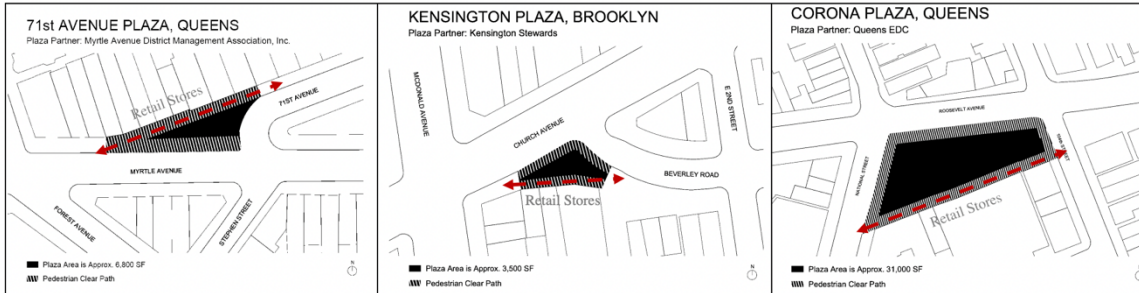 71st AVENUE PLAZA, QUEENS
Plaza Partner: Myrtle Avenue District Management Association, Inc.
Retail Stores
71ST AVENUE
MYRTLE AVENUE
FOREST AVENUE
STEPHEN STREET
Plaza Area is Approx. 6,800 SF
Pedestrian Clear Path
N
KENSINGTON PLAZA, BROOKLYN
Plaza Partner: Kensington Stewards
MCDONALD AVENUE
E 2ND STREET
CHURCH AVENUE
BEVERLEY ROAD
Retail Stores
Plaza Area is Approx. 3,500 SF
Pedestrian Clear Path
N
CORONA PLAZA, QUEENS
Plaza Partner: Queens EDC
ROOSEVELT AVENUE
NATIONAL STREET
Retail Stores
Plaza Area is Approx. 31,000 SF
Pedestrian Clear Path
N